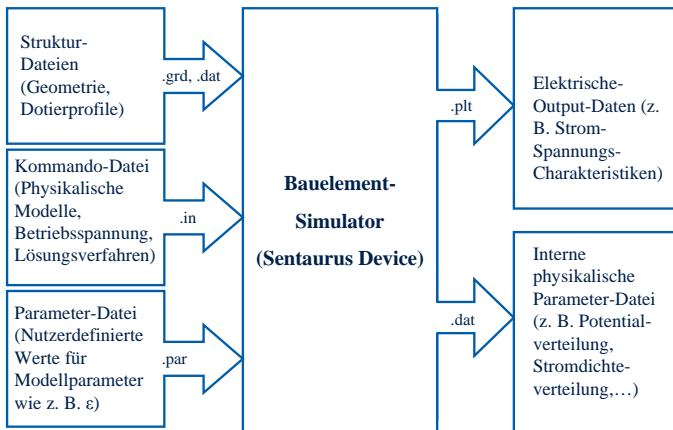 Struktur-
Dateien
(Geometrie,
Dotierprofile)
.grd, .dat
Kommando-Datei
(Physikalische
Modelle,
Betriebsspannung,
Lösungsverfahren)
.in
Parameter-Datei
(Nutzerdefinierte
Werte für
Modellparameter
wie z. B. ε)
.par
Bauelement-
Simulator
(Sentaurus Device)
.plt
Elektrische-
Output-Daten (z.
B. Strom-
Spannungs-
Charakteristiken)
.dat
Interne
physikalische
Parameter-Datei
(z. B. Potential-
verteilung,
Stromdichte-
verteilung,…)